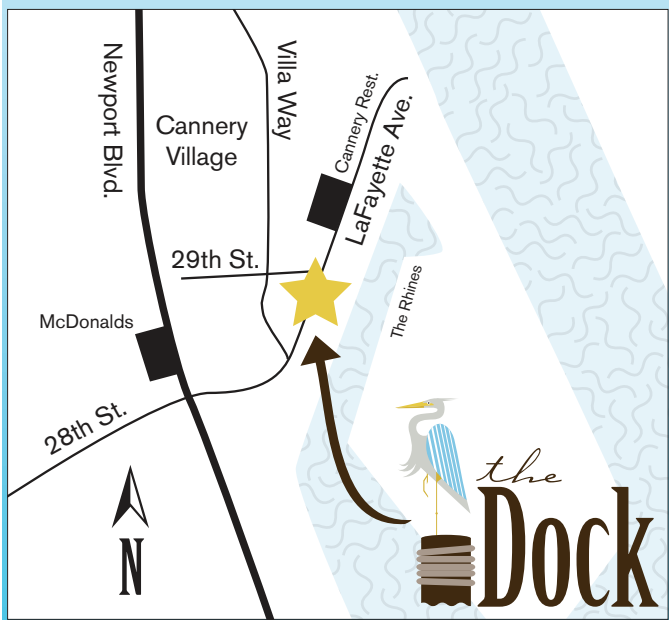 Newport Blvd.
Cannery
Village
Villa Way
Cannery Rest.
LaFayette Ave.
29th St.
The Rhines
McDonalds
28th St.
N
the
Dock